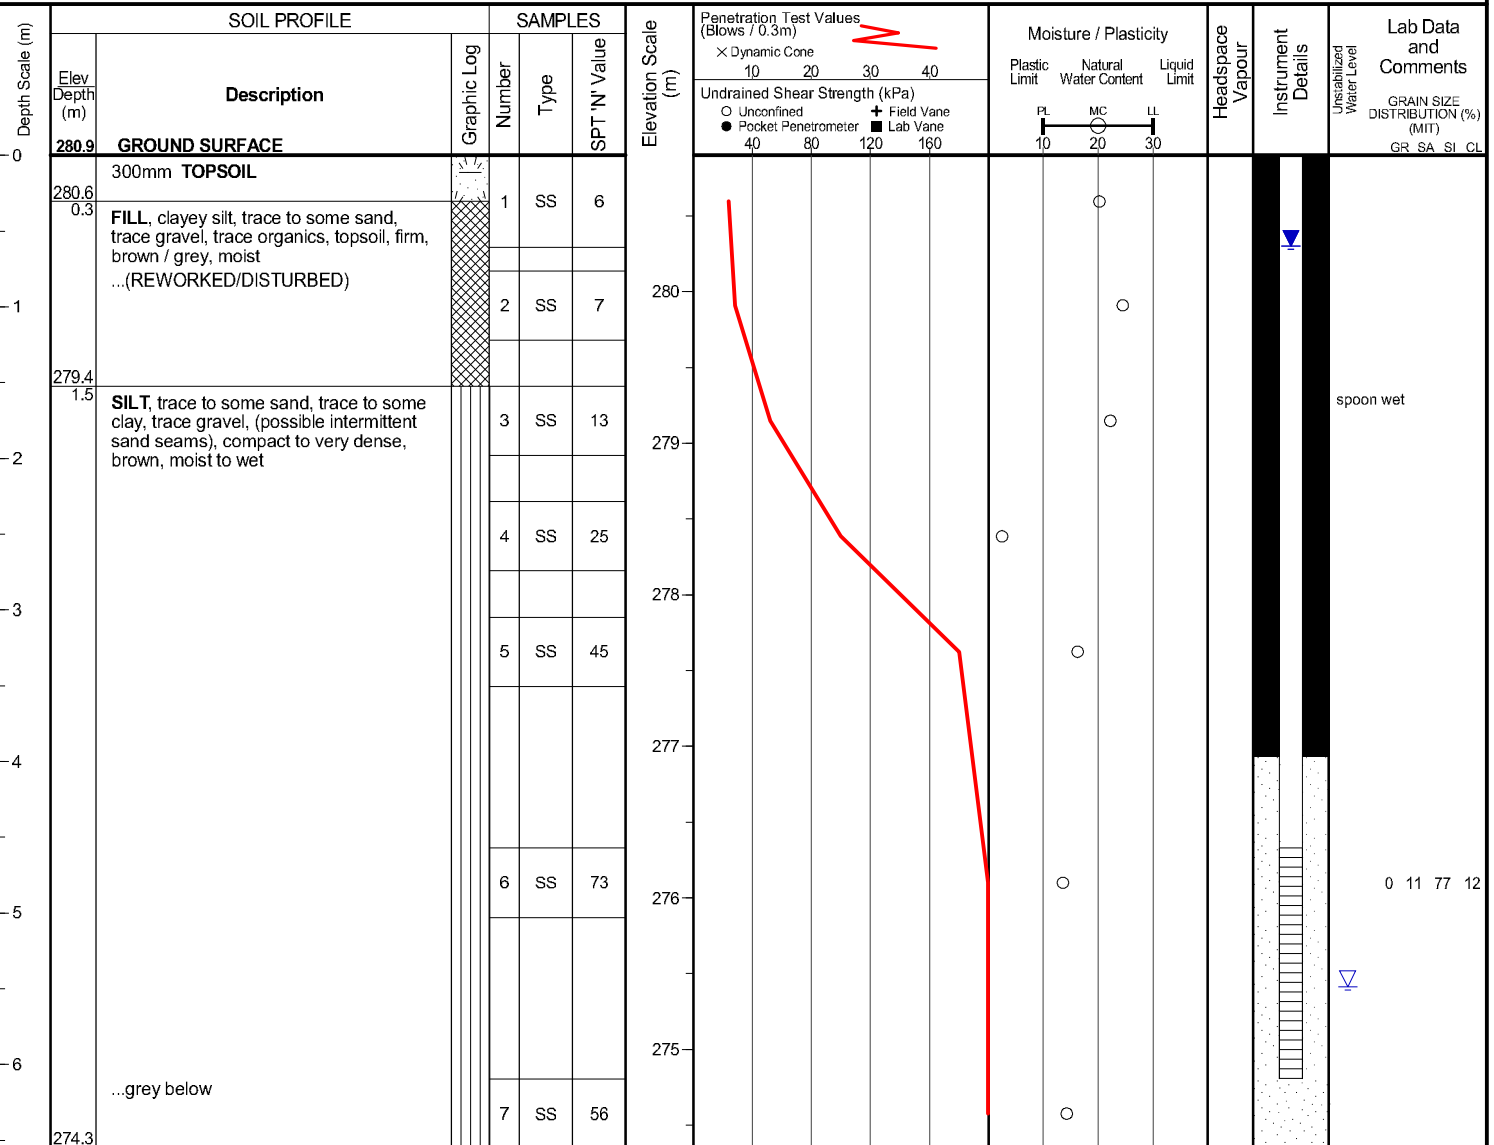 Depth Scale (m)
SOIL PROFILE
Elev
Depth
(m)
Description
280.9 GROUND SURFACE
Graphic Log
SAMPLES
Number
Type
SPT 'N' Value
Elevation Scale
(m)
Penetration Test Values
(Blows / 0.3m)
× Dynamic Cone
10 20 30 40
Undrained Shear Strength (kPa)
Unconfined + Field Vane
Pocket Penetrometer Lab Vane
40 80 120 160
Moisture / Plasticity
Plastic Natural Liquid
Limit Water Content Limit
PL MC LL
10 20 30
Headspace
Vapour
Instrument
Details
Unstabilized
Water Level
Lab Data
and
Comments
GRAIN SIZE
DISTRIBUTION (%)
(MIT)
GR SA SI CL
0
300mm TOPSOIL
280.6
0.3
1 SS 6
FILL, clayey silt, trace to some sand,
trace gravel, trace organics, topsoil, firm,
brown / grey, moist
...(REWORKED/DISTURBED)
280
1
2 SS 7
279.4
1.5
SILT, trace to some sand, trace to some
clay, trace gravel, (possible intermittent
sand seams), compact to very dense,
brown, moist to wet
spoon wet
3 SS 13
279
2
4 SS 25
278
3
5 SS 45
277
4
6 SS 73
0 11 77 12
276
5
275
6
...grey below
7 SS 56
274.3